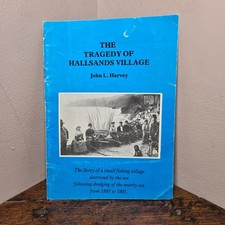 THE
TRAGEDY OF
HALLSANDS VILLAGE
John L. Harvey
The Story of a small fishing village
destroyed by the sea
following dredging of the nearby sea
from 1897 to 1901.